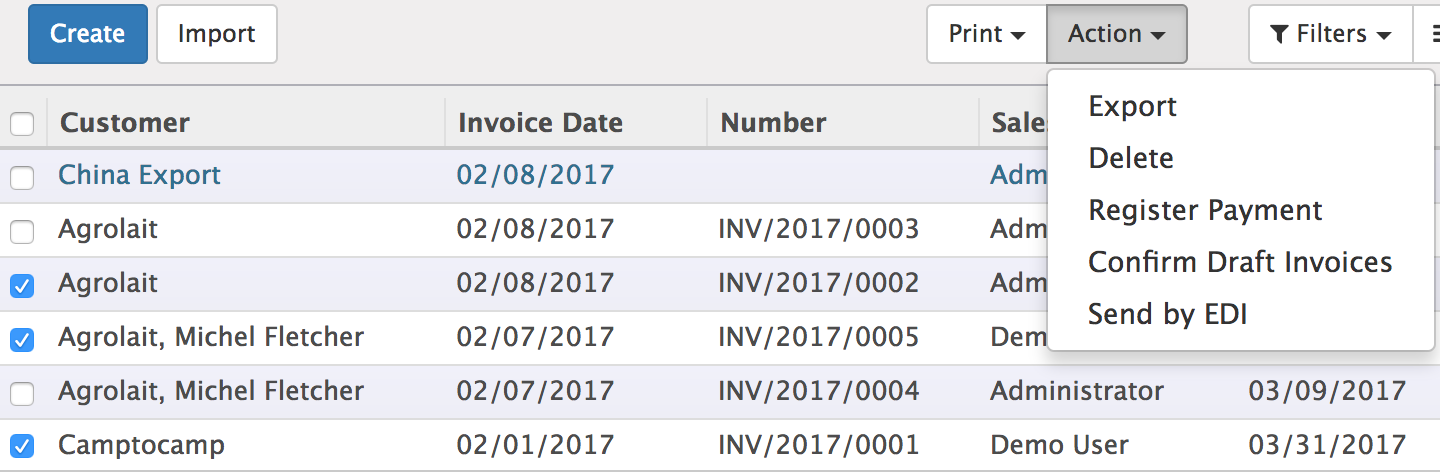 Create Import Print Action Filters
Customer Invoice Date Number Sale
Export
China Export 02/08/2017 Adm
Delete
Agrolait 02/08/2017 INV/2017/0003 Adm
Register Payment
Agrolait 02/08/2017 INV/2017/0002 Adm
Confirm Draft Invoices
Agrolait, Michel Fletcher 02/07/2017 INV/2017/0005 Dem
Send by EDI
Agrolait, Michel Fletcher 02/07/2017 INV/2017/0004 Administrator 03/09/2017
Camptocamp 02/01/2017 INV/2017/0001 Demo User 03/31/2017